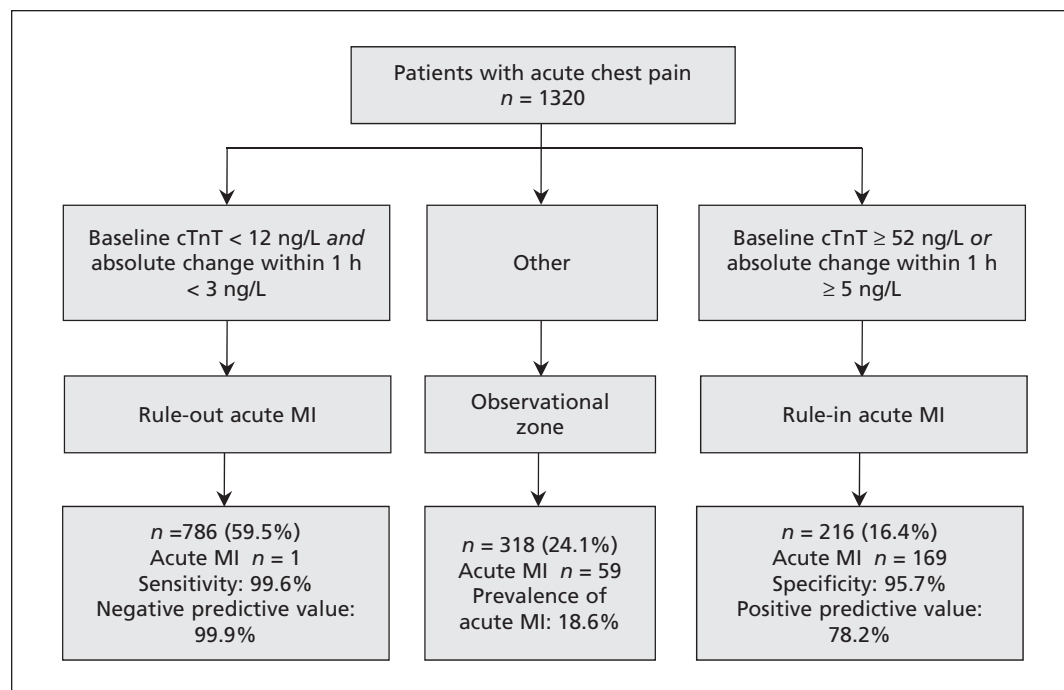 Patients with acute chest pain
n = 1320
Baseline cTnT < 12 ng/L and
absolute change within 1 h
< 3 ng/L
Other
Baseline cTnT ≥ 52 ng/L or
absolute change within 1 h
≥ 5 ng/L
Rule-out acute MI
Observational
zone
Rule-in acute MI
n =786 (59.5%)
Acute MI n = 1
Sensitivity: 99.6%
Negative predictive value:
99.9%
n = 318 (24.1%)
Acute MI n = 59
Prevalence of
acute MI: 18.6%
n = 216 (16.4%)
Acute MI n = 169
Specificity: 95.7%
Positive predictive value:
78.2%